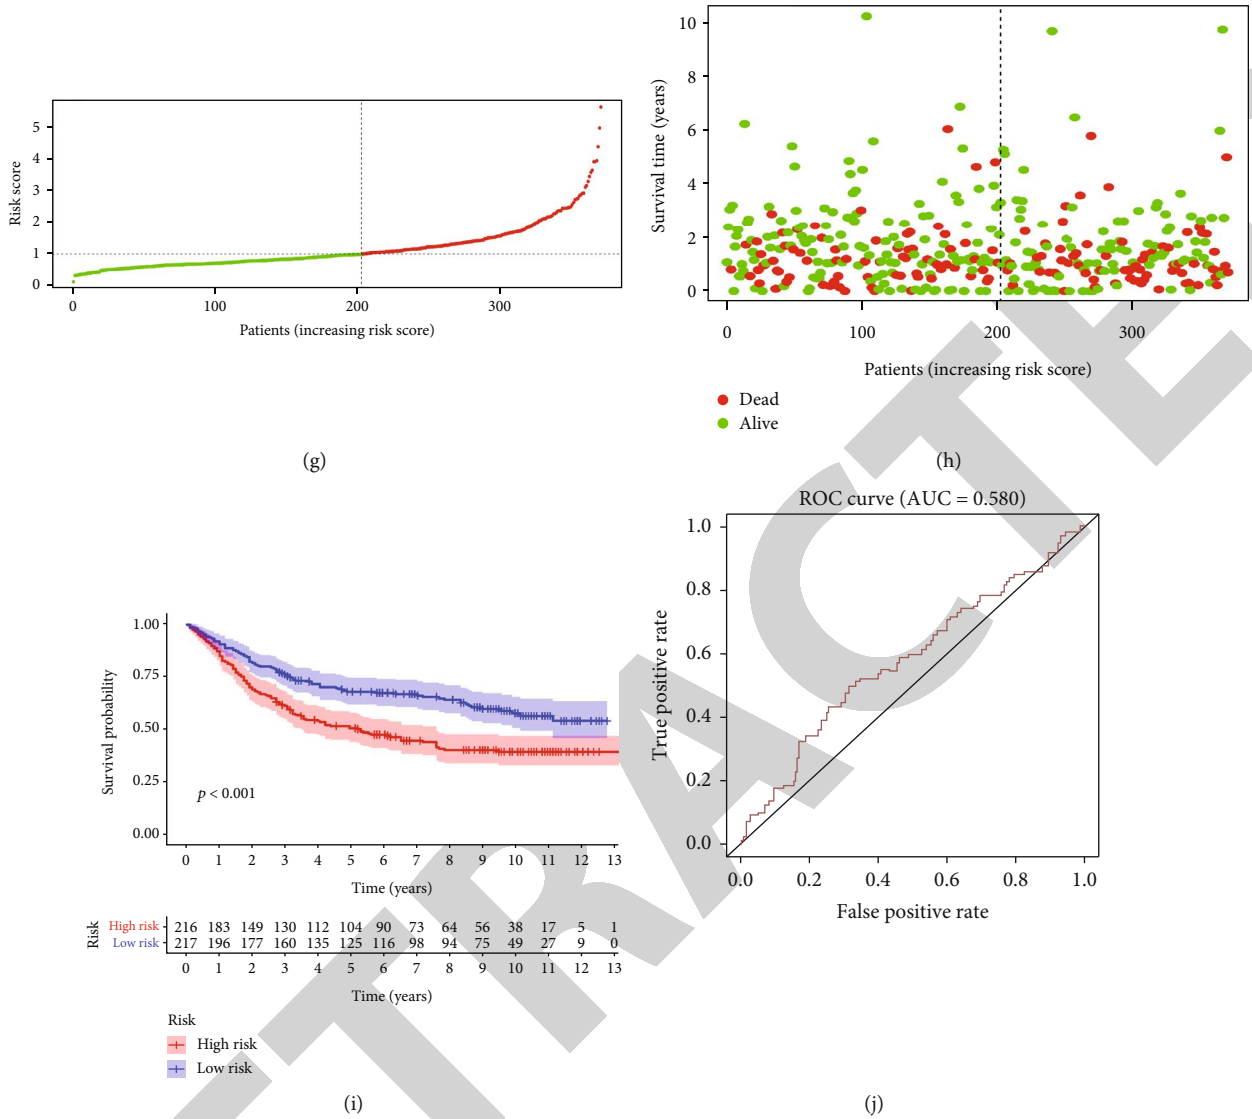 Risk score
5
4
3
2
1
0
0 100 200 300
Patients (increasing risk score)
(g)
Survival time (years)
10
8
6
4
2
0
0 100 200 300
Patients (increasing risk score)
Dead
Alive
(h)
Survival probability
1.00
0.75
0.50
0.25
0.00
p < 0.001
0 1 2 3 4 5 6 7 8 9 10 11 12 13
Time (years)
Risk
High risk 216 183 149 130 112 104 90 73 64 56 38 17 5 1
Low risk 217 196 177 160 135 125 116 98 94 75 49 27 9 0
0 1 2 3 4 5 6 7 8 9 10 11 12 13
Time (years)
Risk
High risk
Low risk
(i)
ROC curve (AUC = 0.580)
True positive rate
1.0
0.8
0.6
0.4
0.2
0.0
0.0 0.2 0.4 0.6 0.8 1.0
False positive rate
(j)
TRACTE